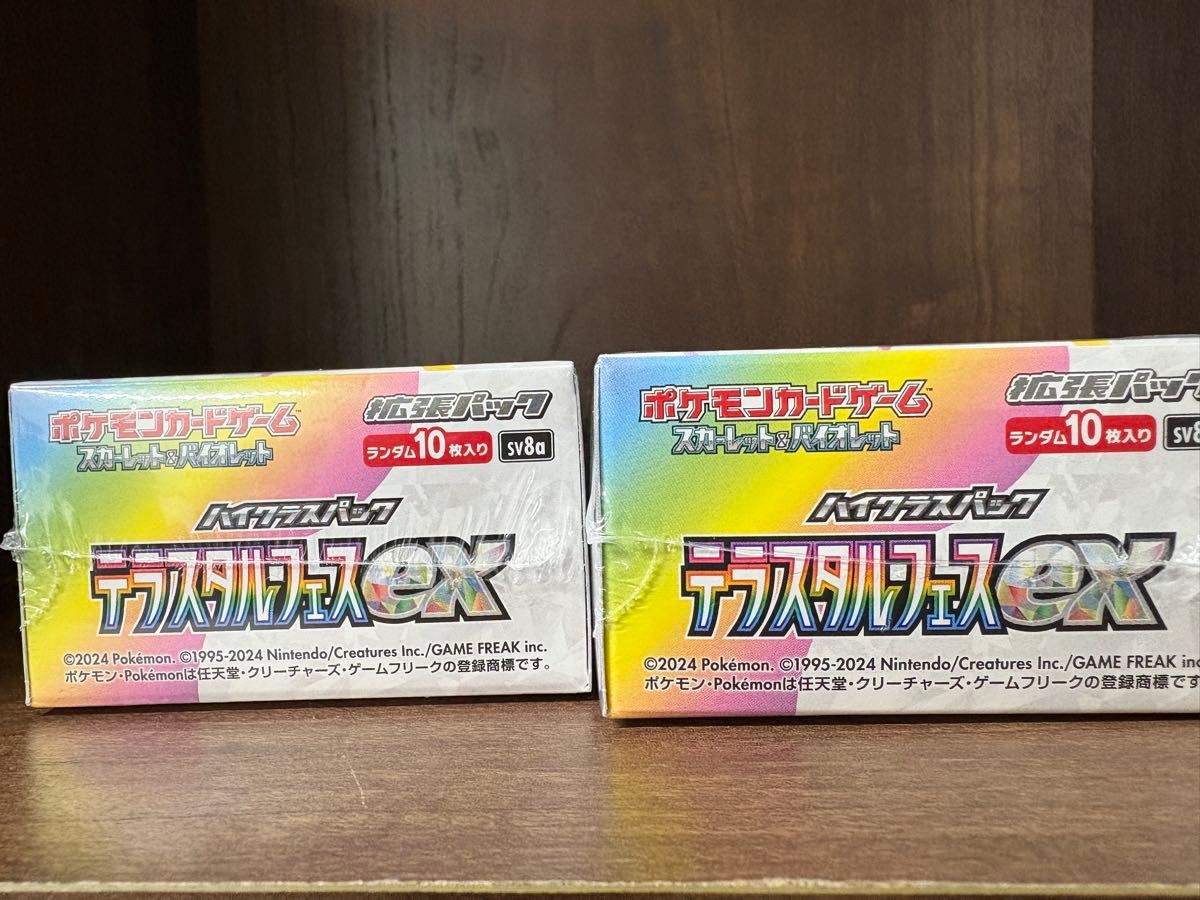 ポケモンカードゲーム™
スカーレット&バイオレット
拡張パック
ランダム10枚入り sv8a
ハイクラスパック
テラスタルフェスex
©2024 Pokémon. ©1995-2024 Nintendo/Creatures Inc./GAME FREAK inc.
ポケモン・Pokémonは任天堂・クリーチャーズ・ゲームフリークの登録商標です。
ポケモンカードゲーム™
スカーレット&バイオレット
拡張パック
ランダム10枚入り sv8
ハイクラスパック
テラスタルフェスex
©2024 Pokémon. ©1995-2024 Nintendo/Creatures Inc./GAME FREAK inc
ポケモン・Pokémonは任天堂・クリーチャーズ・ゲームフリークの登録商標です